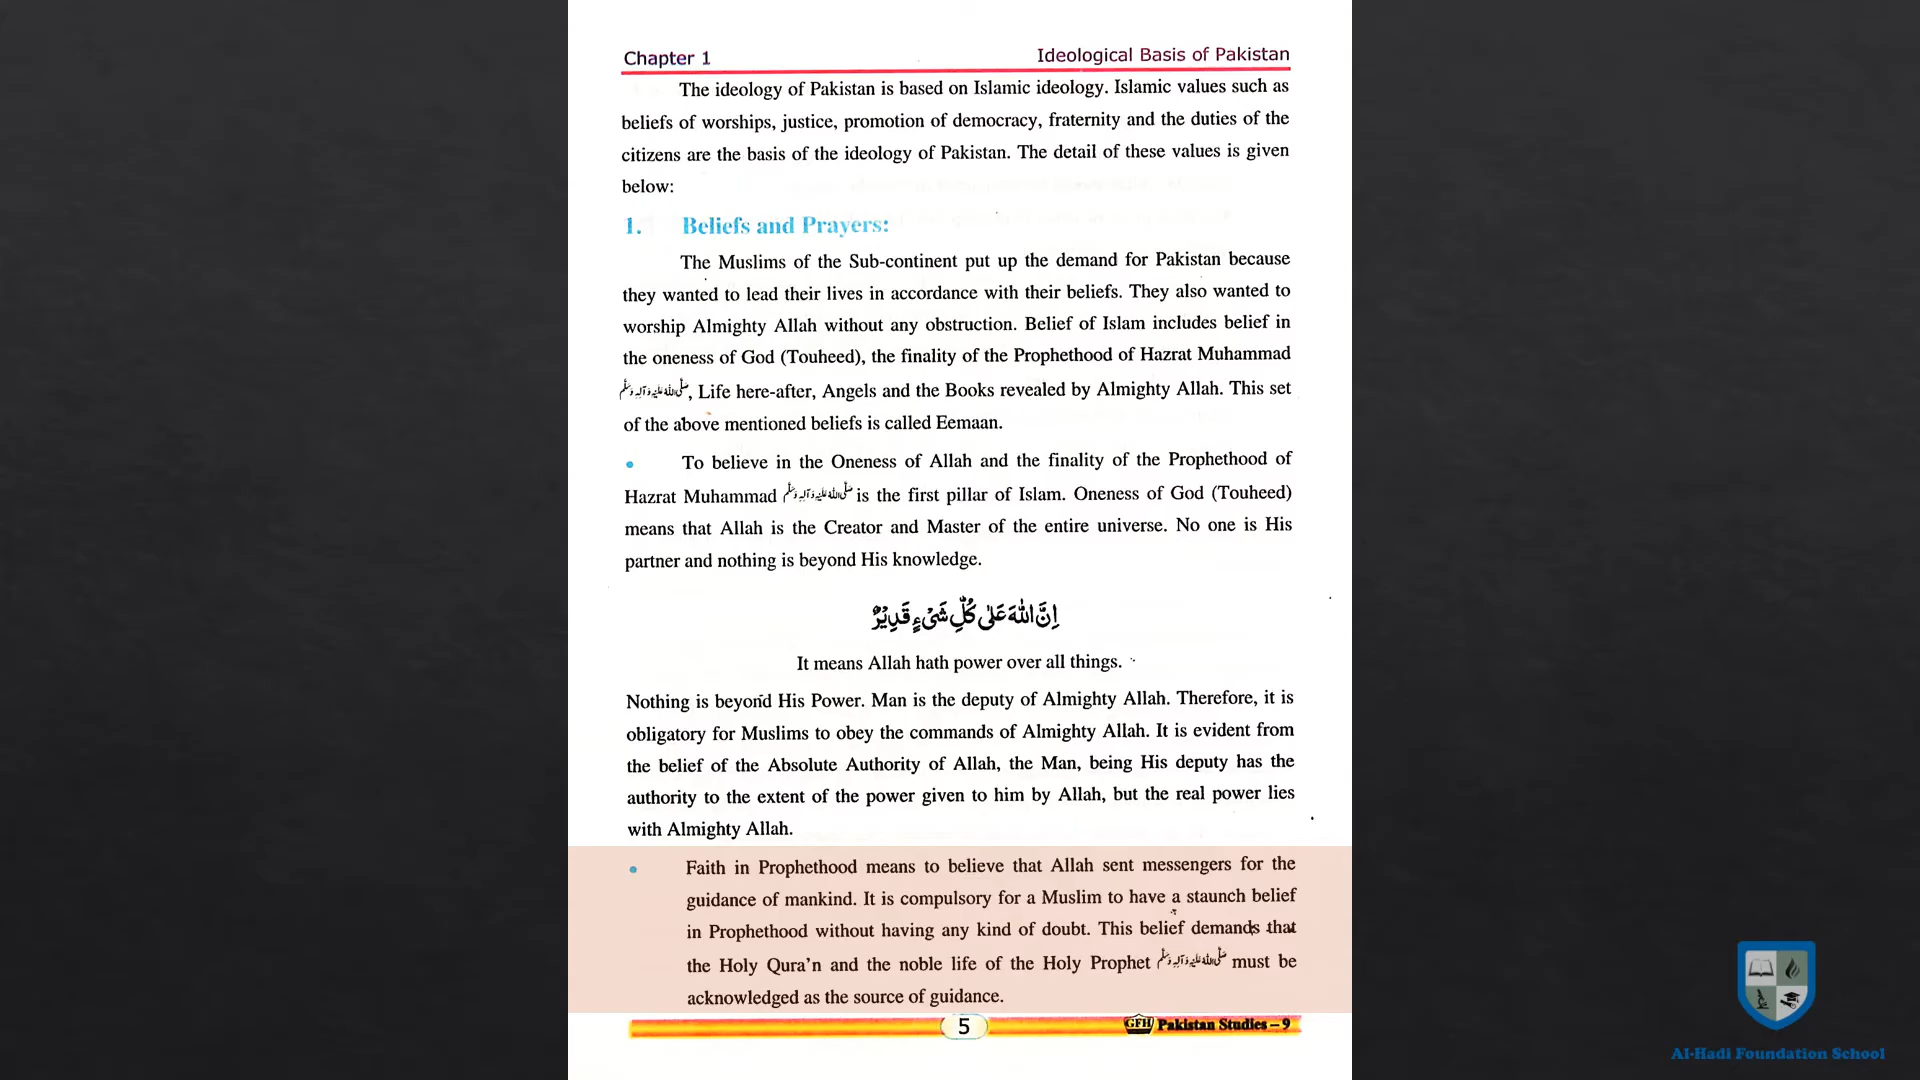 Chapter 1
Ideological Basis of Pakistan
The ideology of Pakistan is based on Islamic ideology. Islamic values such as
beliefs of worships, justice, promotion of democracy, fraternity and the duties of the
citizens are the basis of the ideology of Pakistan. The detail of these values is given
below:
1. Beliefs and Prayers:
The Muslims of the Sub-continent put up the demand for Pakistan because
they wanted to lead their lives in accordance with their beliefs. They also wanted to
worship Almighty Allah without any obstruction. Belief of Islam includes belief in
the oneness of God (Touheed), the finality of the Prophethood of Hazrat Muhammad
صلی اللہ علیہ وآلہ وسلم, Life here-after, Angels and the Books revealed by Almighty Allah. This set
of the above mentioned beliefs is called Eemaan.
• To believe in the Oneness of Allah and the finality of the Prophethood of
Hazrat Muhammad صلی اللہ علیہ وآلہ وسلم is the first pillar of Islam. Oneness of God (Touheed)
means that Allah is the Creator and Master of the entire universe. No one is His
partner and nothing is beyond His knowledge.
اِنَّ اللّٰهَ عَلٰى كُلِّ شَىْءٍ قَدِيْرٌ
It means Allah hath power over all things.
Nothing is beyond His Power. Man is the deputy of Almighty Allah. Therefore, it is
obligatory for Muslims to obey the commands of Almighty Allah. It is evident from
the belief of the Absolute Authority of Allah, the Man, being His deputy has the
authority to the extent of the power given to him by Allah, but the real power lies
with Almighty Allah.
• Faith in Prophethood means to believe that Allah sent messengers for the
guidance of mankind. It is compulsory for a Muslim to have a staunch belief
in Prophethood without having any kind of doubt. This belief demands that
the Holy Qura'n and the noble life of the Holy Prophet صلی اللہ علیہ وآلہ وسلم must be
acknowledged as the source of guidance.
5
GFH Pakistan Studies – 9
Al-Hadi Foundation School